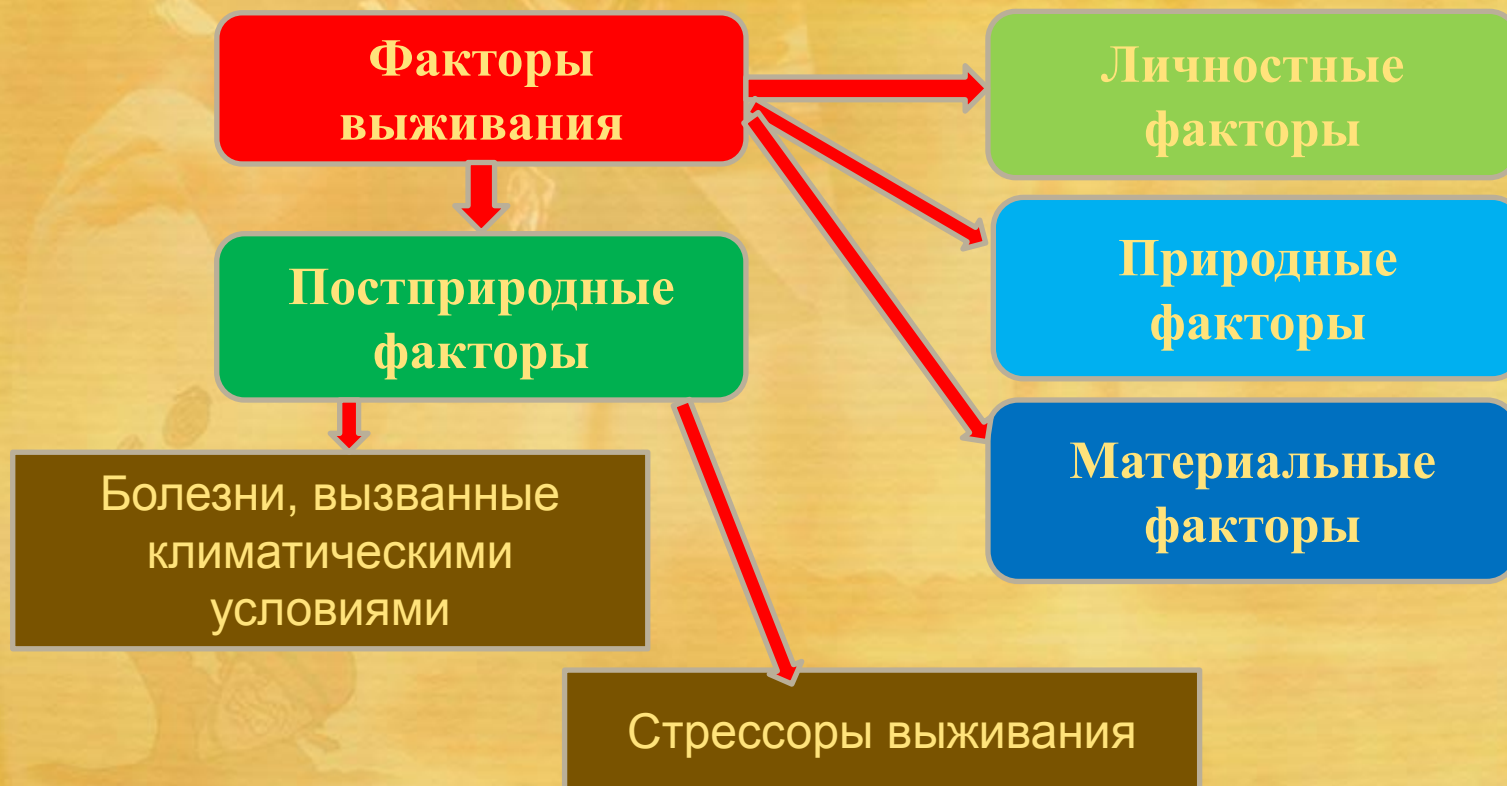 Факторы
выживания
Личностные
факторы
Природные
факторы
Постприродные
факторы
Материальные
факторы
Болезни, вызванные
климатическими
условиями
Стрессоры выживания